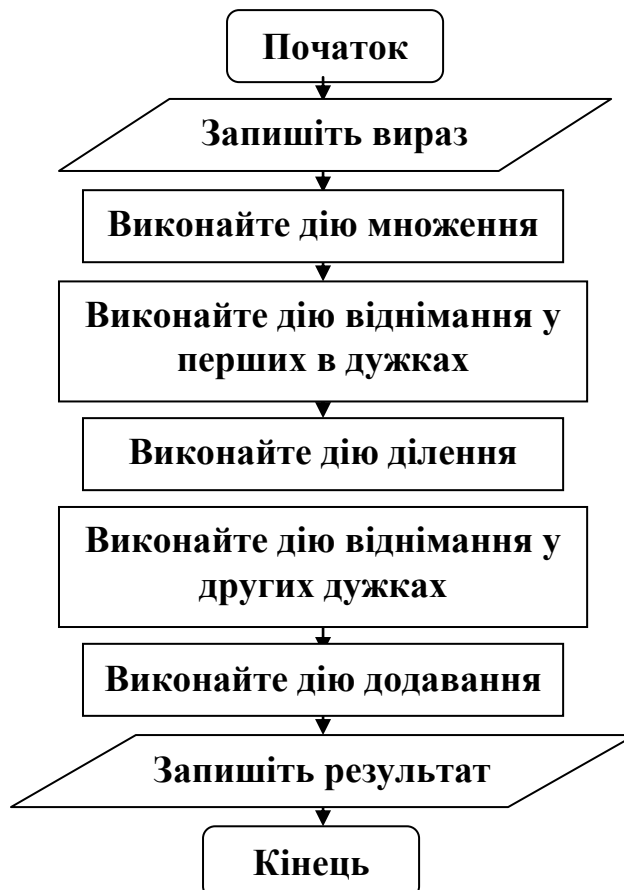 Початок
Запишіть вираз
Виконайте дію множення
Виконайте дію віднімання у
перших в дужках
Виконайте дію ділення
Виконайте дію віднімання у
других дужках
Виконайте дію додавання
Запишіть результат
Кінець